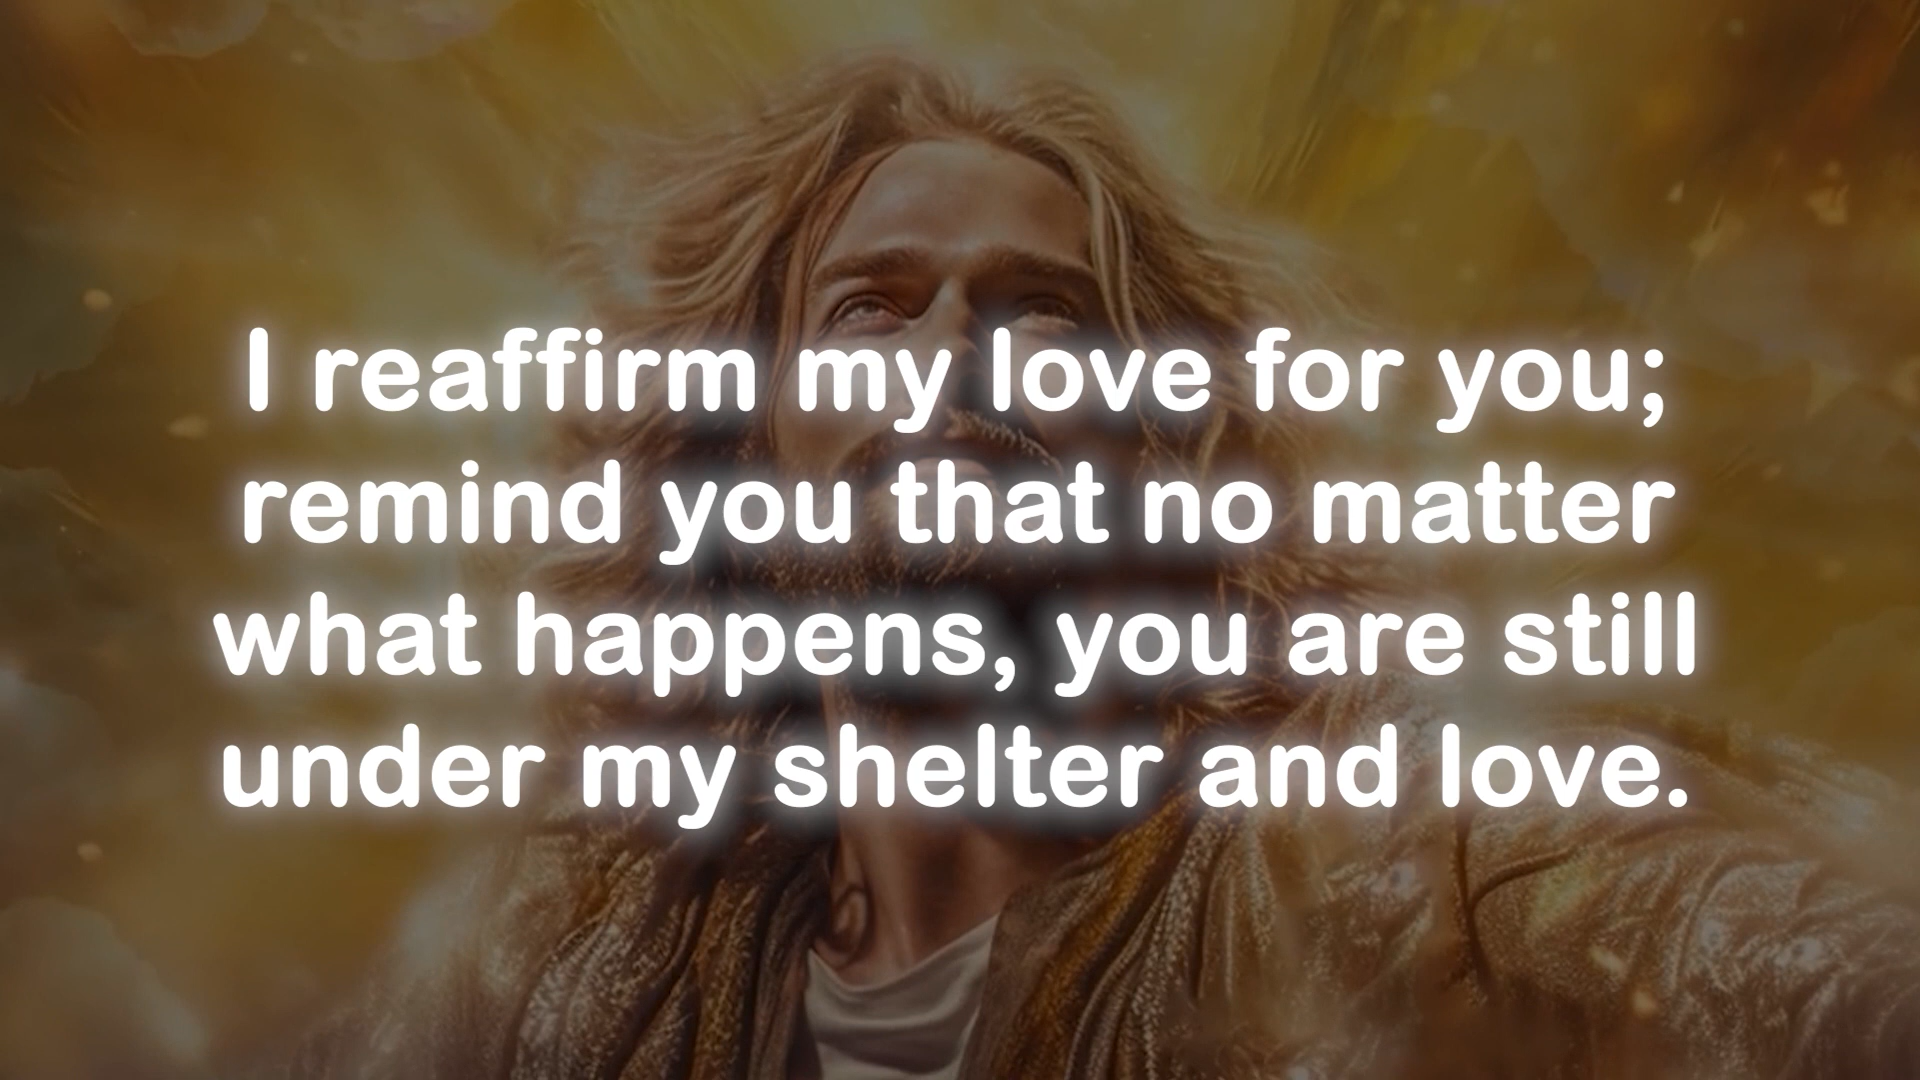 I reaffirm my love for you;
remind you that no matter
what happens, you are still
under my shelter and love.